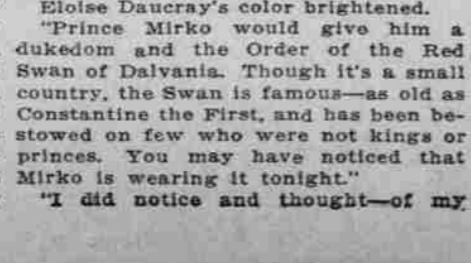 Eloise Daucray's color brightened.
"Prince Mirko would give him a
dukedom and the Order of the Red
Swan of Dalvania. Though it's a small
country, the Swan is famous—as old as
Constantine the First, and has been be-
stowed on few who were not kings or
princes. You may have noticed that
Mirko is wearing it tonight."
"I did notice and thought—of my